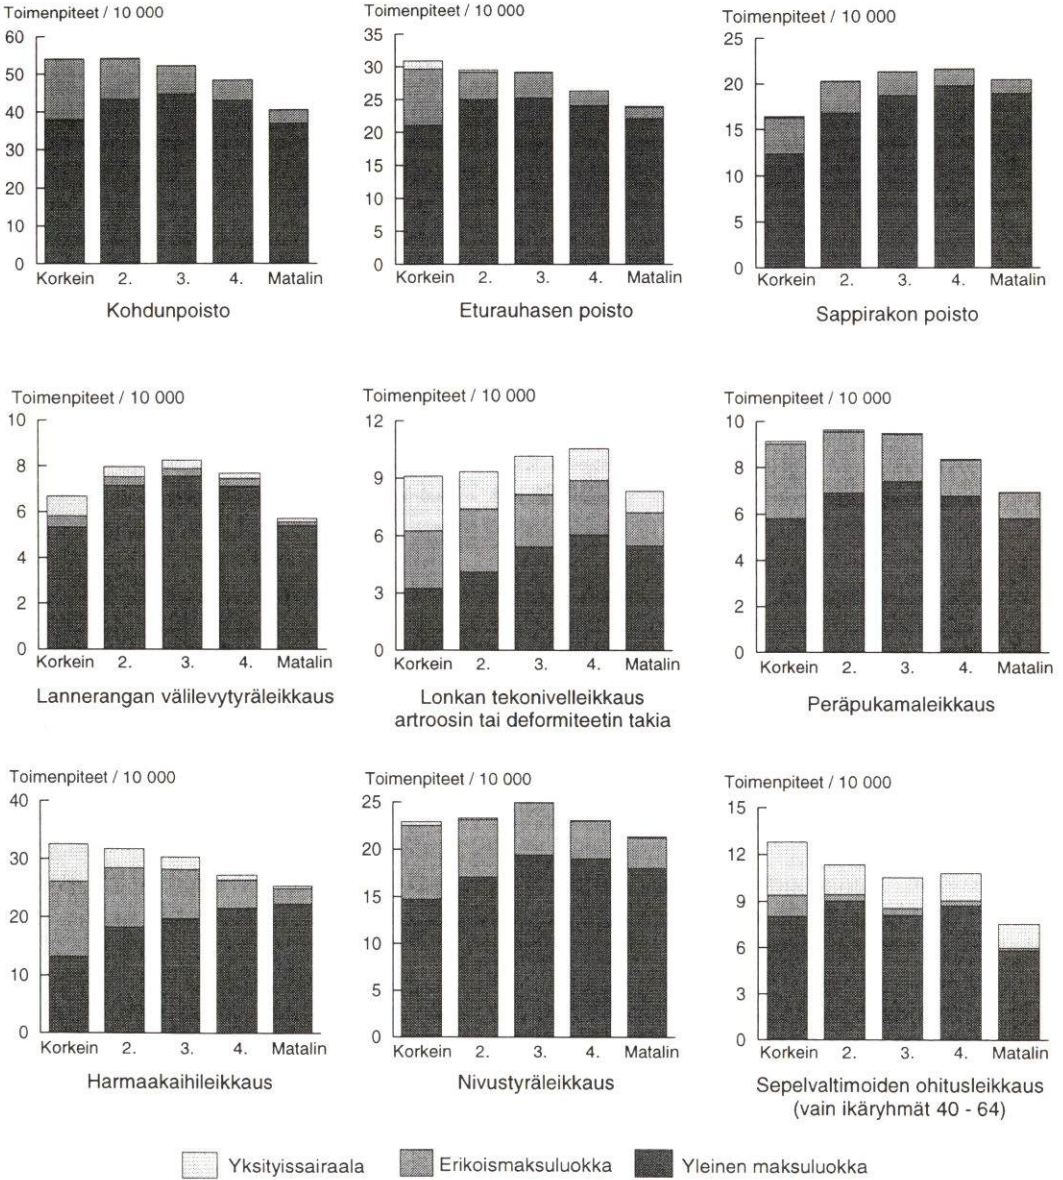 Toimenpiteet / 10 000
60
50
40
30
20
10
0
Korkein 2. 3. 4. Matalin
Kohdunpoisto
Toimenpiteet / 10 000
35
30
25
20
15
10
5
0
Korkein 2. 3. 4. Matalin
Eturauhasen poisto
Toimenpiteet / 10 000
25
20
15
10
5
0
Korkein 2. 3. 4. Matalin
Sappirakon poisto
Toimenpiteet / 10 000
10
8
6
4
2
0
Korkein 2. 3. 4. Matalin
Lannerangan välilevytyräleikkaus
Toimenpiteet / 10 000
12
9
6
3
0
Korkein 2. 3. 4. Matalin
Lonkan tekonivelleikkaus
artroosin tai deformiteetin takia
Toimenpiteet / 10 000
10
8
6
4
2
0
Korkein 2. 3. 4. Matalin
Peräpukamaleikkaus
Toimenpiteet / 10 000
40
30
20
10
0
Korkein 2. 3. 4. Matalin
Harmaakaihileikkaus
Toimenpiteet / 10 000
25
20
15
10
5
0
Korkein 2. 3. 4. Matalin
Nivustyräleikkaus
Toimenpiteet / 10 000
15
12
9
6
3
0
Korkein 2. 3. 4. Matalin
Sepelvaltimoiden ohitusleikkaus
(vain ikäryhmät 40 - 64)
Yksityissairaala Erikoismaksuluokka Yleinen maksuluokka